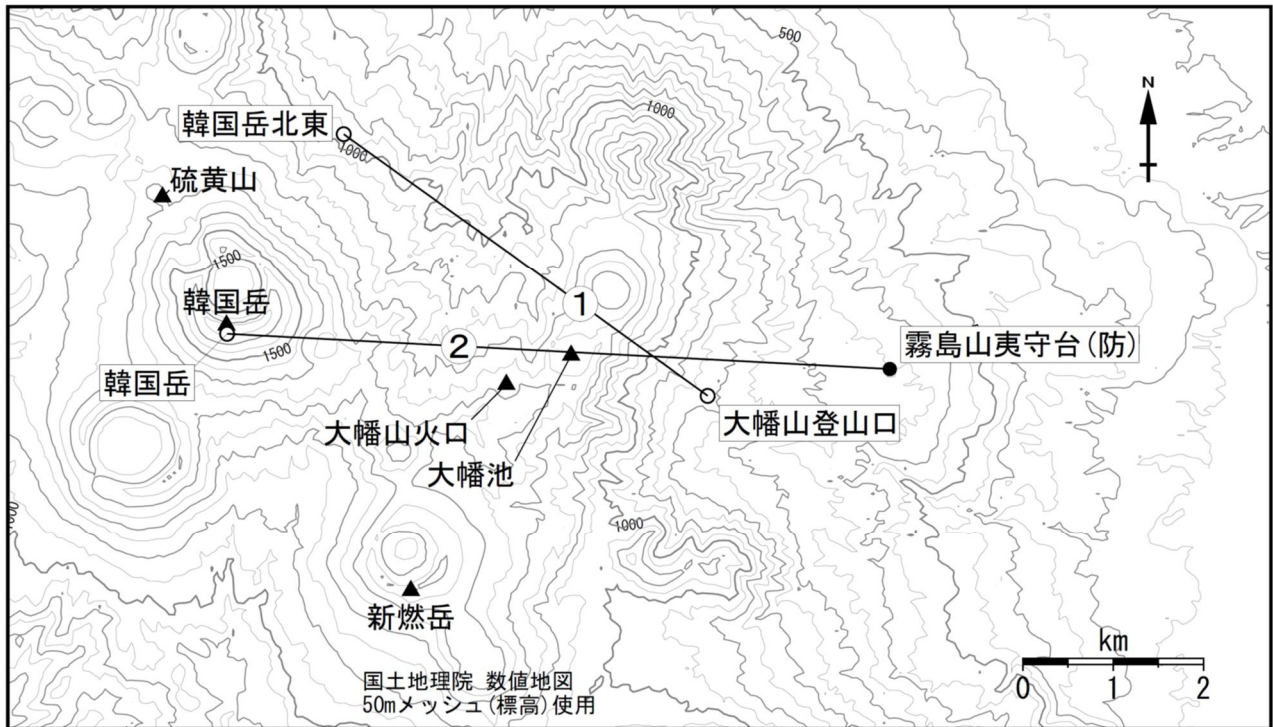 500
N
1000
韓国岳北東
1000
硫黄山
1500
韓国岳
1
2
霧島山夷守台(防)
1500
韓国岳
大幡山登山口
大幡山火口
大幡池
1000
新燃岳
km
国土地理院 数値地図
50mメッシュ(標高)使用
0 1 2